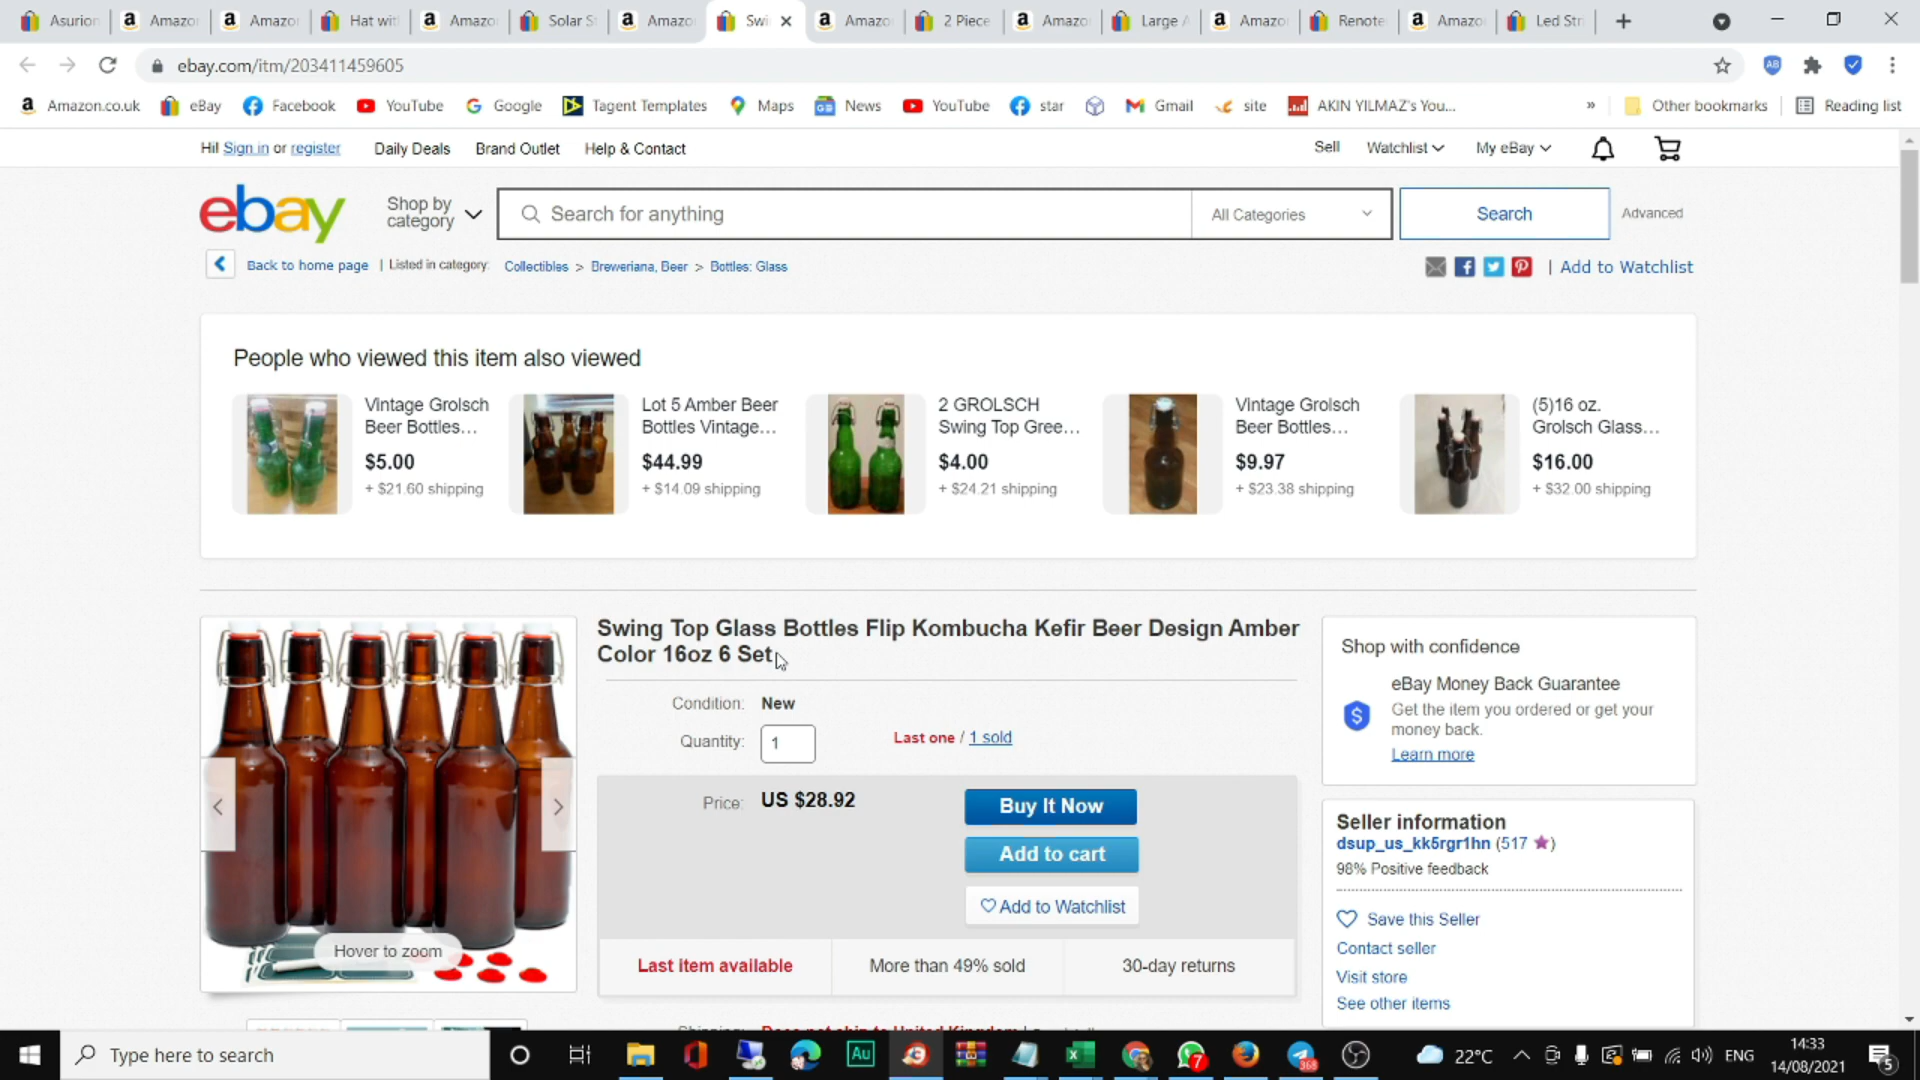 Asurion
Amazo
Amazo
Hat wit
Amazo
Solar S
Amazo
Swi
Amazo
2 Piece
Amazo
Large A
Amazo
Renote
Amazo
Led Str
ebay.com/itm/203411459605
Amazon.co.uk
eBay
Facebook
YouTube
Google
Tagent Templates
Maps
News
YouTube
star
Gmail
site
AKIN YILMAZ's You...
»
Other bookmarks
Reading list
Hi! Sign in or register
Daily Deals
Brand Outlet
Help & Contact
Sell
Watchlist
My eBay
ebay
Shop by
category
Search for anything
All Categories
Search
Advanced
Back to home page | Listed in category:
Collectibles > Breweriana, Beer > Bottles: Glass
| Add to Watchlist
People who viewed this item also viewed
Vintage Grolsch
Beer Bottles...
$5.00
+ $21.60 shipping
Lot 5 Amber Beer
Bottles Vintage...
$44.99
+ $14.09 shipping
2 GROLSCH
Swing Top Gree...
$4.00
+ $24.21 shipping
Vintage Grolsch
Beer Bottles...
$9.97
+ $23.38 shipping
(5)16 oz.
Grolsch Glass...
$16.00
+ $32.00 shipping
Swing Top Glass Bottles Flip Kombucha Kefir Beer Design Amber
Color 16oz 6 Set
Condition: New
Quantity: 1
Last one / 1 sold
Price: US $28.92
Buy It Now
Add to cart
Add to Watchlist
Hover to zoom
Last item available
More than 49% sold
30-day returns
Shop with confidence
eBay Money Back Guarantee
Get the item you ordered or get your
money back.
Learn more
Seller information
dsup_us_kk5rgr1hn (517 )
98% Positive feedback
Save this Seller
Contact seller
Visit store
See other items
Shipping: Does not ship to United Kingdom |
Type here to search
Au
7
368
22°C
ENG
14:33
14/08/2021
5